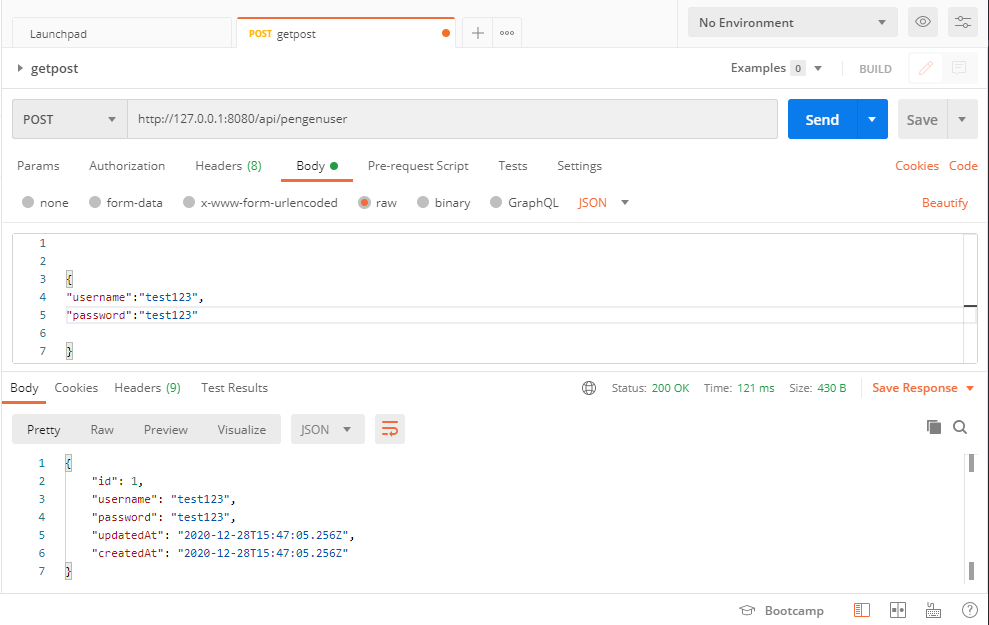 Launchpad
POST getpost
No Environment
getpost
Examples 0
BUILD
POST
http://127.0.0.1:8080/api/pengenuser
Send
Save
Params Authorization Headers (8) Body Pre-request Script Tests Settings Cookies Code
none form-data x-www-form-urlencoded raw binary GraphQL JSON Beautify
1
2
3 {
4 "username":"test123",
5 "password":"test123"
6
7 }
Body Cookies Headers (9) Test Results Status: 200 OK Time: 121 ms Size: 430 B Save Response
Pretty Raw Preview Visualize JSON
1 {
2 "id": 1,
3 "username": "test123",
4 "password": "test123",
5 "updatedAt": "2020-12-28T15:47:05.256Z",
6 "createdAt": "2020-12-28T15:47:05.256Z"
7 }
Bootcamp